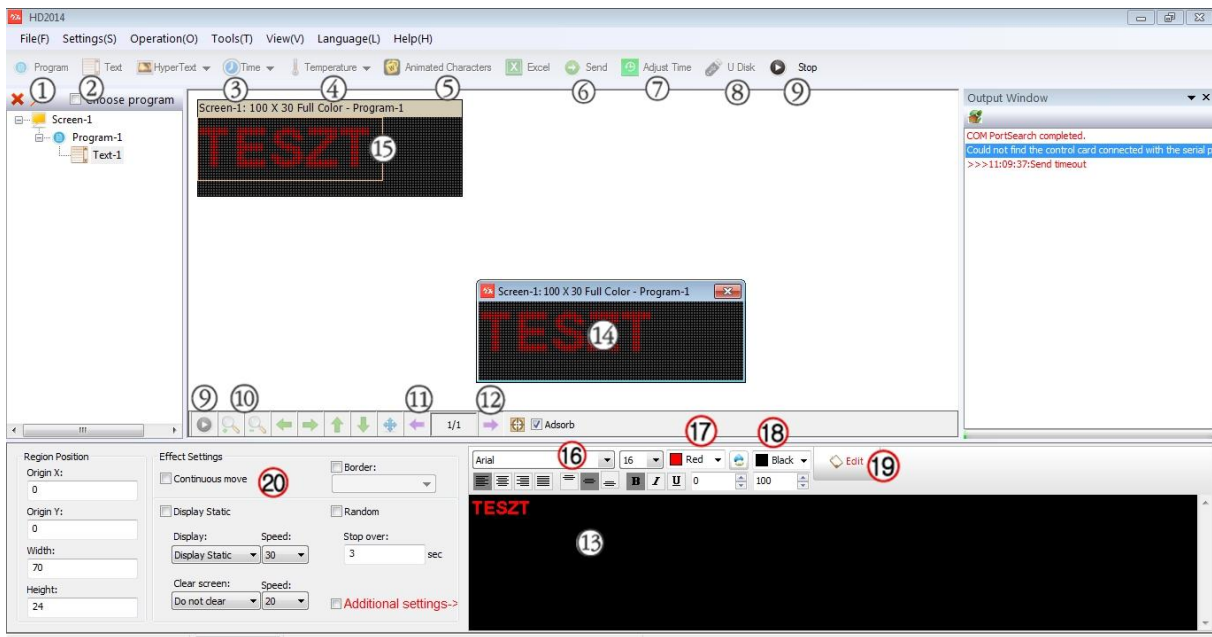 HD2014
File(F) Settings(S) Operation(O) Tools(T) View(V) Language(L) Help(H)
Program Text HyperText Time Temperature Animated Characters Excel Send Adjust Time U Disk Stop
① ② ③ ④ ⑤ ⑥ ⑦ ⑧ ⑨
Choose program
Screen-1
Program-1
Text-1
Screen-1: 100 X 30 Full Color - Program-1
TESZT ⑮
Screen-1: 100 X 30 Full Color - Program-1
TESZT ⑭
Output Window
COM PortSearch completed.
Could not find the control card connected with the serial p
>>>11:09:37:Send timeout
⑨ ⑩ ⑪ ⑫
1/1 Adsorb
Region Position
Origin X:
0
Origin Y:
0
Width:
70
Height:
24
Effect Settings
Continuous move ⑳
Border:
Display Static Random
Display: Speed: Stop over:
Display Static 30 3 sec
Clear screen: Speed:
Do not clear 20 Additional settings->
⑰ ⑱
Arial ⑯ 16 Red Black Edit ⑲
B I U 0 100
TESZT
⑬